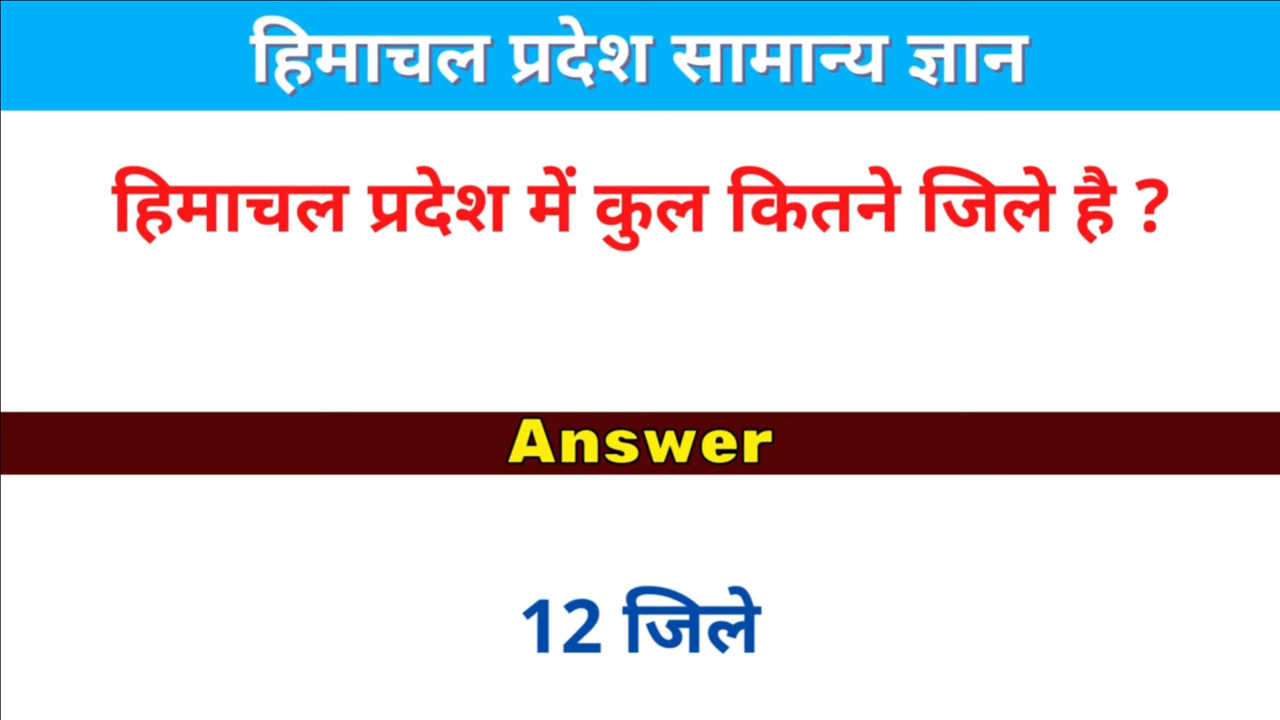 हिमाचल प्रदेश सामान्य ज्ञान
हिमाचल प्रदेश में कुल कितने जिले है ?
Answer
12 जिले